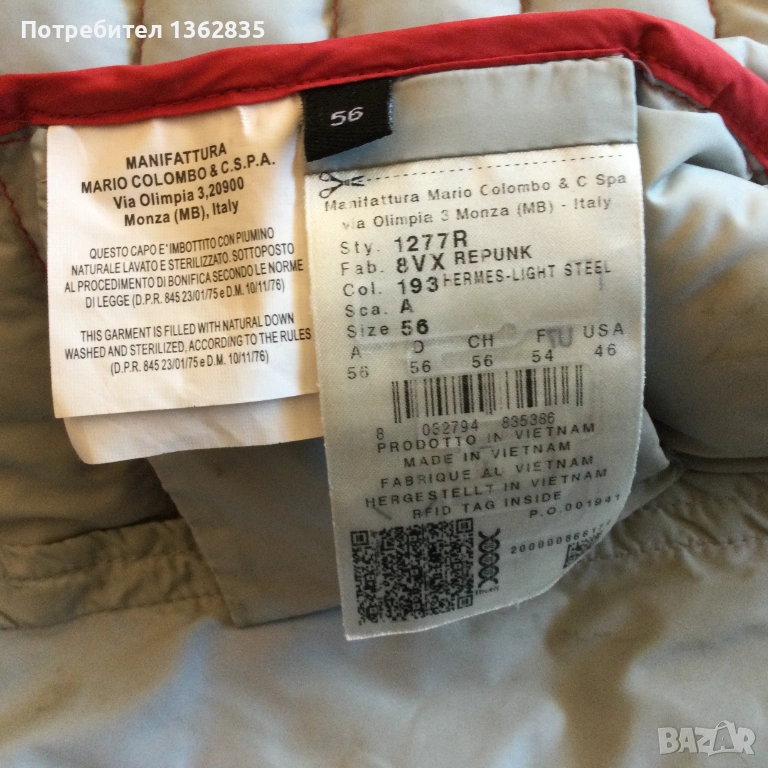 Потребител 1362835
56
MANIFATTURA
MARIO COLOMBO & C.S.P.A.
Via Olimpia 3,20900
Monza (MB), Italy
QUESTO CAPO E' IMBOTTITO CON PIUMINO
NATURALE LAVATO E STERILIZZATO. SOTTOPOSTO
AL PROCEDIMENTO DI BONIFICA SECONDO LE NORME
DI LEGGE (D.P.R. 845 23/01/75 e D.M. 10/11/76)
THIS GARMENT IS FILLED WITH NATURAL DOWN
WASHED AND STERILIZED, ACCORDING TO THE RULES
(D.P.R. 845 23/01/75 e D.M. 10/11/76)
Manifattura Mario Colombo & C Spa
via Olimpia 3 Monza (MB) - Italy
Sty. 1277R
Fab. 8VX REPUNK
Col. 193 HERMES-LIGHT STEEL
Sca. A
Size 56
A D CH F USA
56 56 56 54 46
8 032794 835386
PRODOTTO IN VIETNAM
MADE IN VIETNAM
FABRIQUE AU VIETNAM
HERGESTELLT IN VIETNAM
RFID TAG INSIDE
P.O.001941
BAZAR